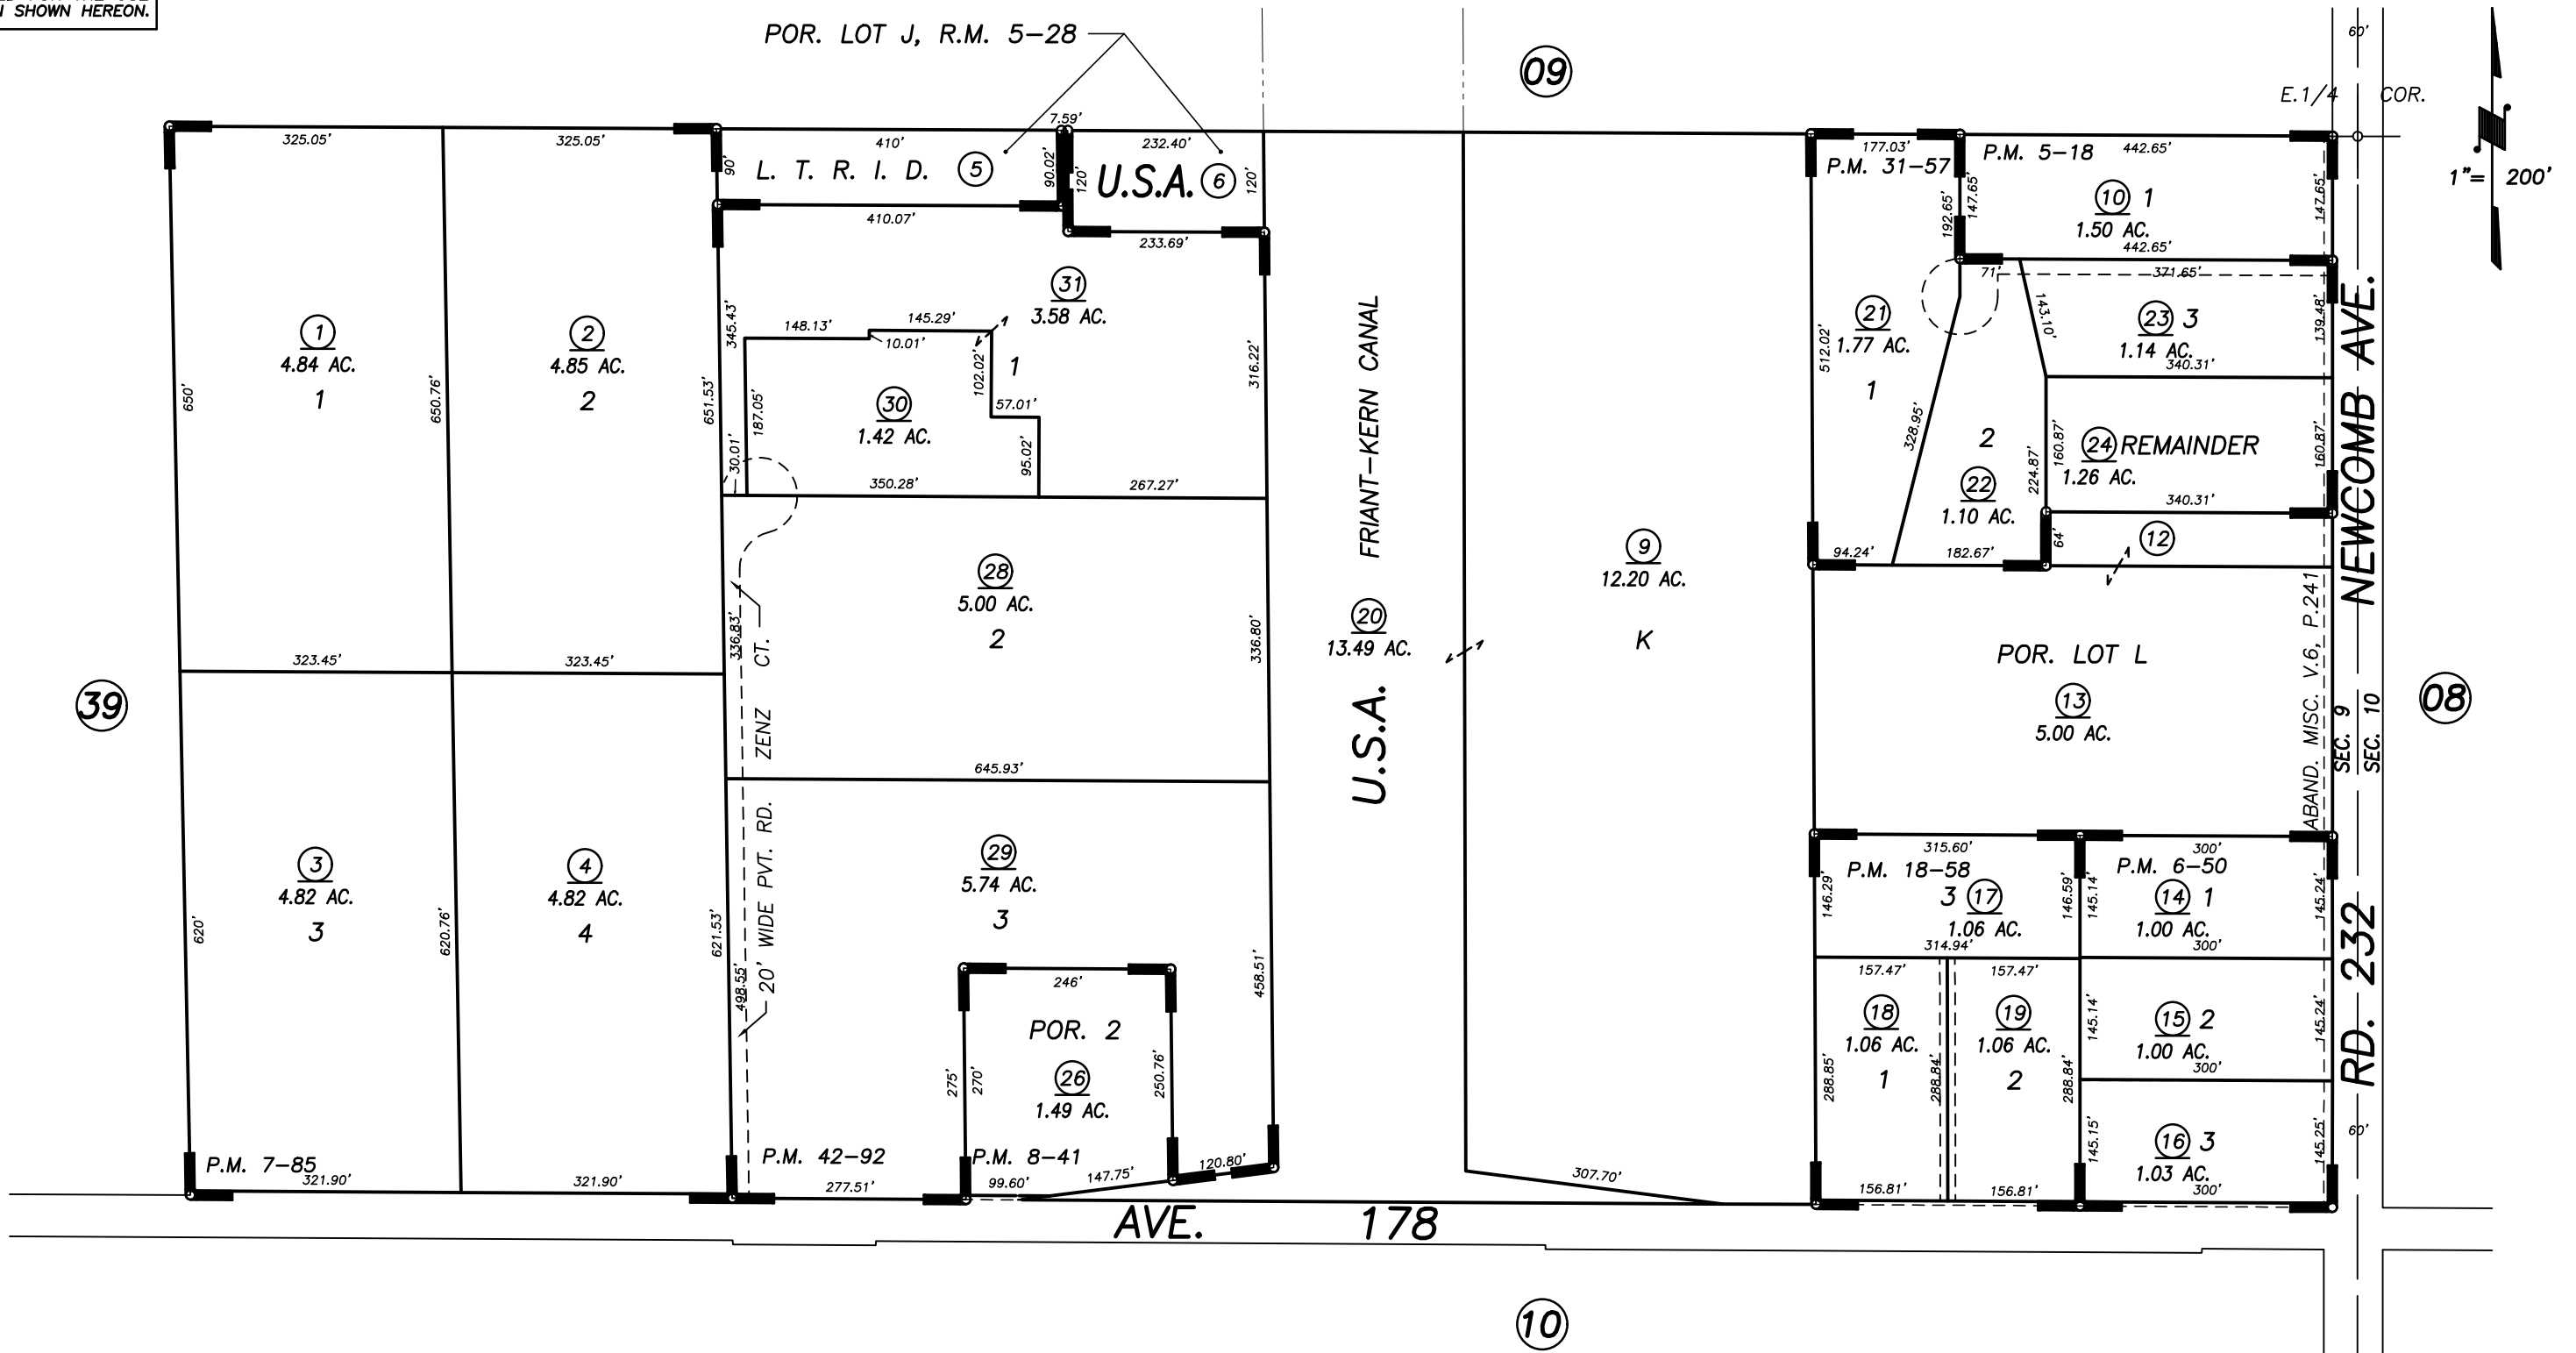 SHOWN HEREON.
POR. LOT J, R.M. 5-28
09
60'
E.1/4 COR.
1"= 200'
325.05'
325.05'
410'
7.59'
232.40'
177.03'
P.M. 31-57
P.M. 5-18
442.65'
90'
L. T. R. I. D.
5
90.02'
120'
U.S.A.
6
120'
410.07'
233.69'
192.65'
147.65'
10
1
1.50 AC.
442.65'
147.65'
71'
371.65'
1
4.84 AC.
1
650'
650.76'
2
4.85 AC.
2
651.53'
345.43'
31
3.58 AC.
1
148.13'
145.29'
10.01'
102.02'
57.01'
95.02'
187.05'
30.01'
30
1.42 AC.
350.28'
267.27'
316.22'
FRIANT-KERN CANAL
20
13.49 AC.
U.S.A.
9
12.20 AC.
K
21
1.77 AC.
1
512.02'
328.95'
143.10'
23
3
1.14 AC.
340.31'
139.48'
2
22
1.10 AC.
224.87'
160.87'
24
REMAINDER
1.26 AC.
340.31'
160.87'
94.24'
182.67'
64'
12
NEWCOMB AVE.
RD. 232
39
323.45'
323.45'
336.83'
ZENZ CT.
28
5.00 AC.
2
336.80'
645.93'
POR. LOT L
13
5.00 AC.
ABAND. MISC. V.6, P.241
SEC. 9
SEC. 10
08
3
4.82 AC.
3
620'
620.76'
4
4.82 AC.
4
621.53'
498.55'
20' WIDE PVT. RD.
29
5.74 AC.
3
458.51'
246'
POR. 2
26
1.49 AC.
275'
270'
250.76'
P.M. 7-85
321.90'
321.90'
P.M. 42-92
277.51'
P.M. 8-41
99.60'
147.75'
120.80'
307.70'
315.60'
P.M. 18-58
3
17
1.06 AC.
146.29'
146.59'
314.94'
300'
P.M. 6-50
14
1
1.00 AC.
145.14'
145.24'
300'
157.47'
157.47'
18
1.06 AC.
1
288.85'
288.84'
19
1.06 AC.
2
288.84'
15
2
1.00 AC.
145.14'
145.24'
300'
16
3
1.03 AC.
145.15'
145.25'
60'
156.81'
156.81'
300'
AVE. 178
10